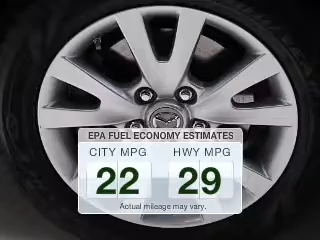 EPA FUEL ECONOMY ESTIMATES
CITY MPG HWY MPG
22 29
Actual mileage may vary.